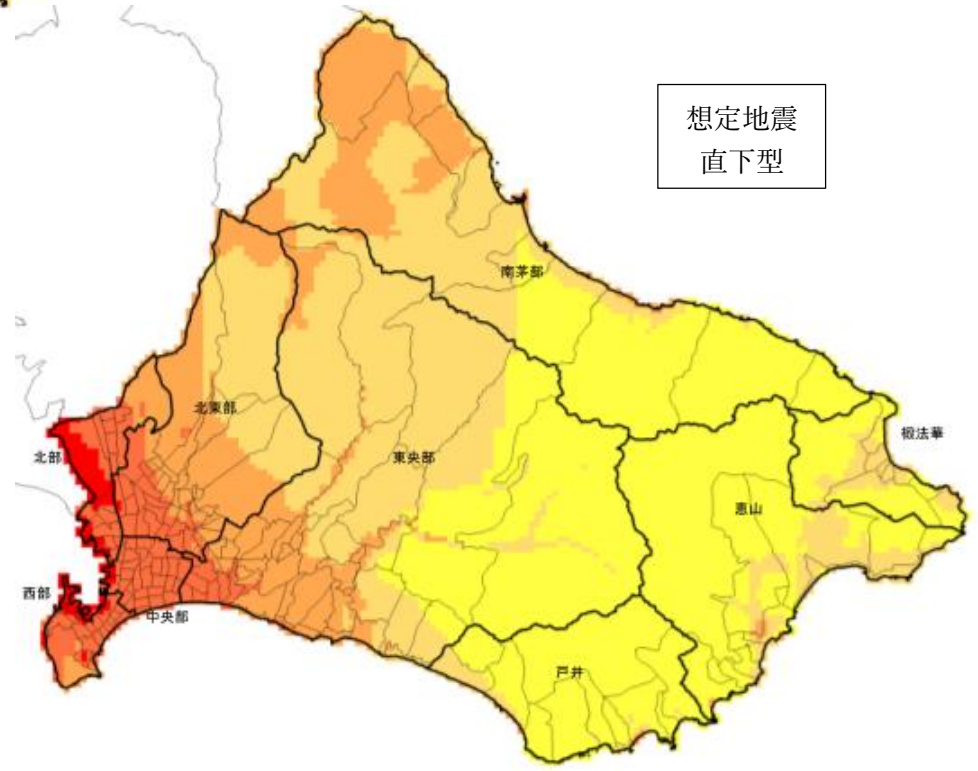 想定地震
直下型
南茅部
北東部
椴法華
北部
東央部
恵山
西部
中央部
戸井